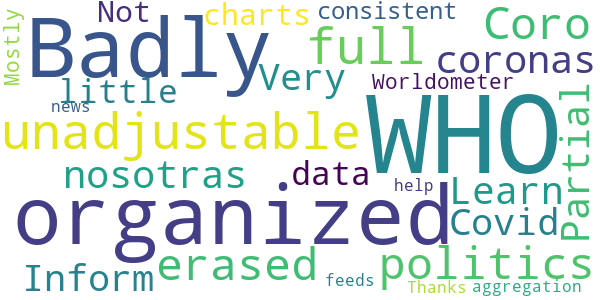 Mostly
Not
charts
consistent
Badly
full
Coro
little
Very
coronas
Worldometer
news
unadjustable
WHO
Partial
nosotras
data
organized
help
Learn
Covid
Inform
erased
politics
feeds
Thanks
aggregation